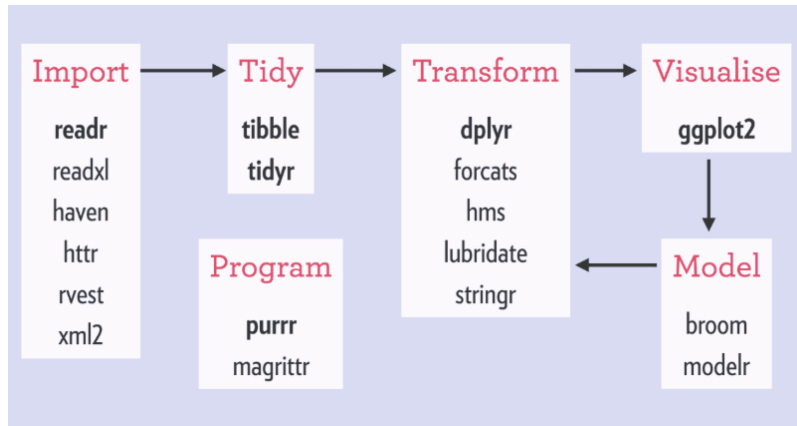 Import
readr
readxl
haven
httr
rvest
xml2
Tidy
tibble
tidyr
Program
purrr
magrittr
Transform
dplyr
forcats
hms
lubridate
stringr
Visualise
ggplot2
Model
broom
modelr